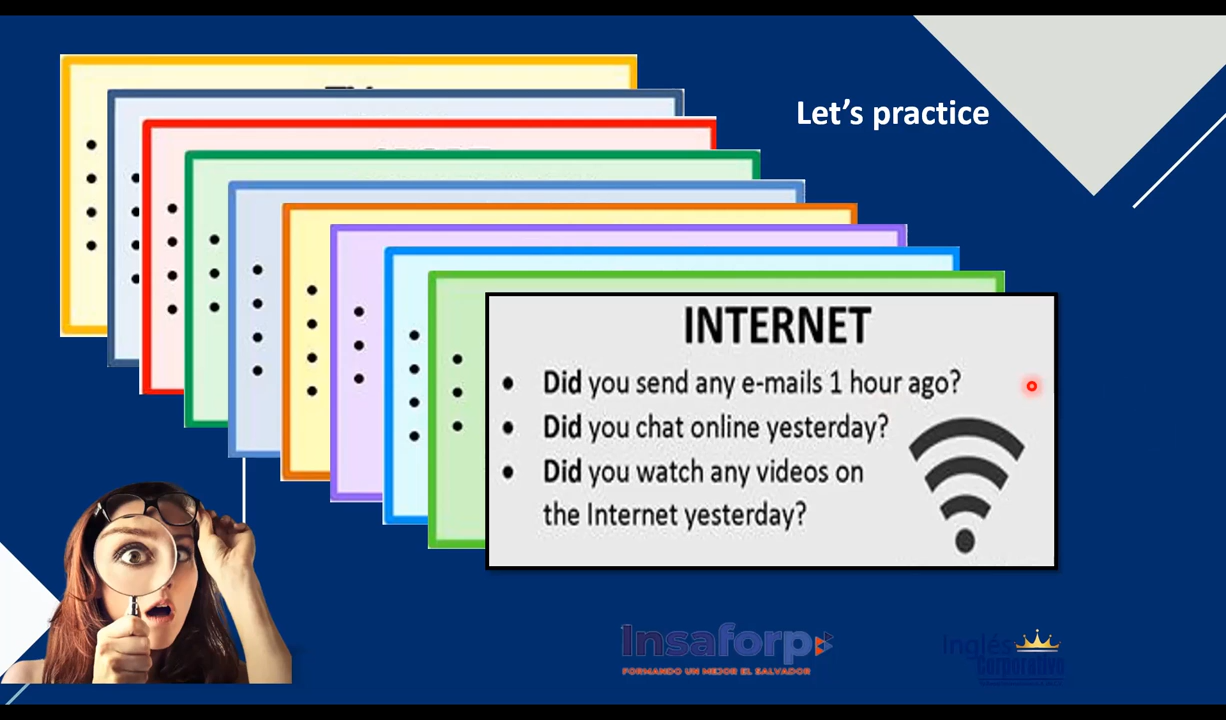 Let's practice
INTERNET
• Did you send any e-mails 1 hour ago?
• Did you chat online yesterday?
• Did you watch any videos on
the Internet yesterday?
Insaforp
FORMANDO UN MEJOR EL SALVADOR
Inglés
Corporativo